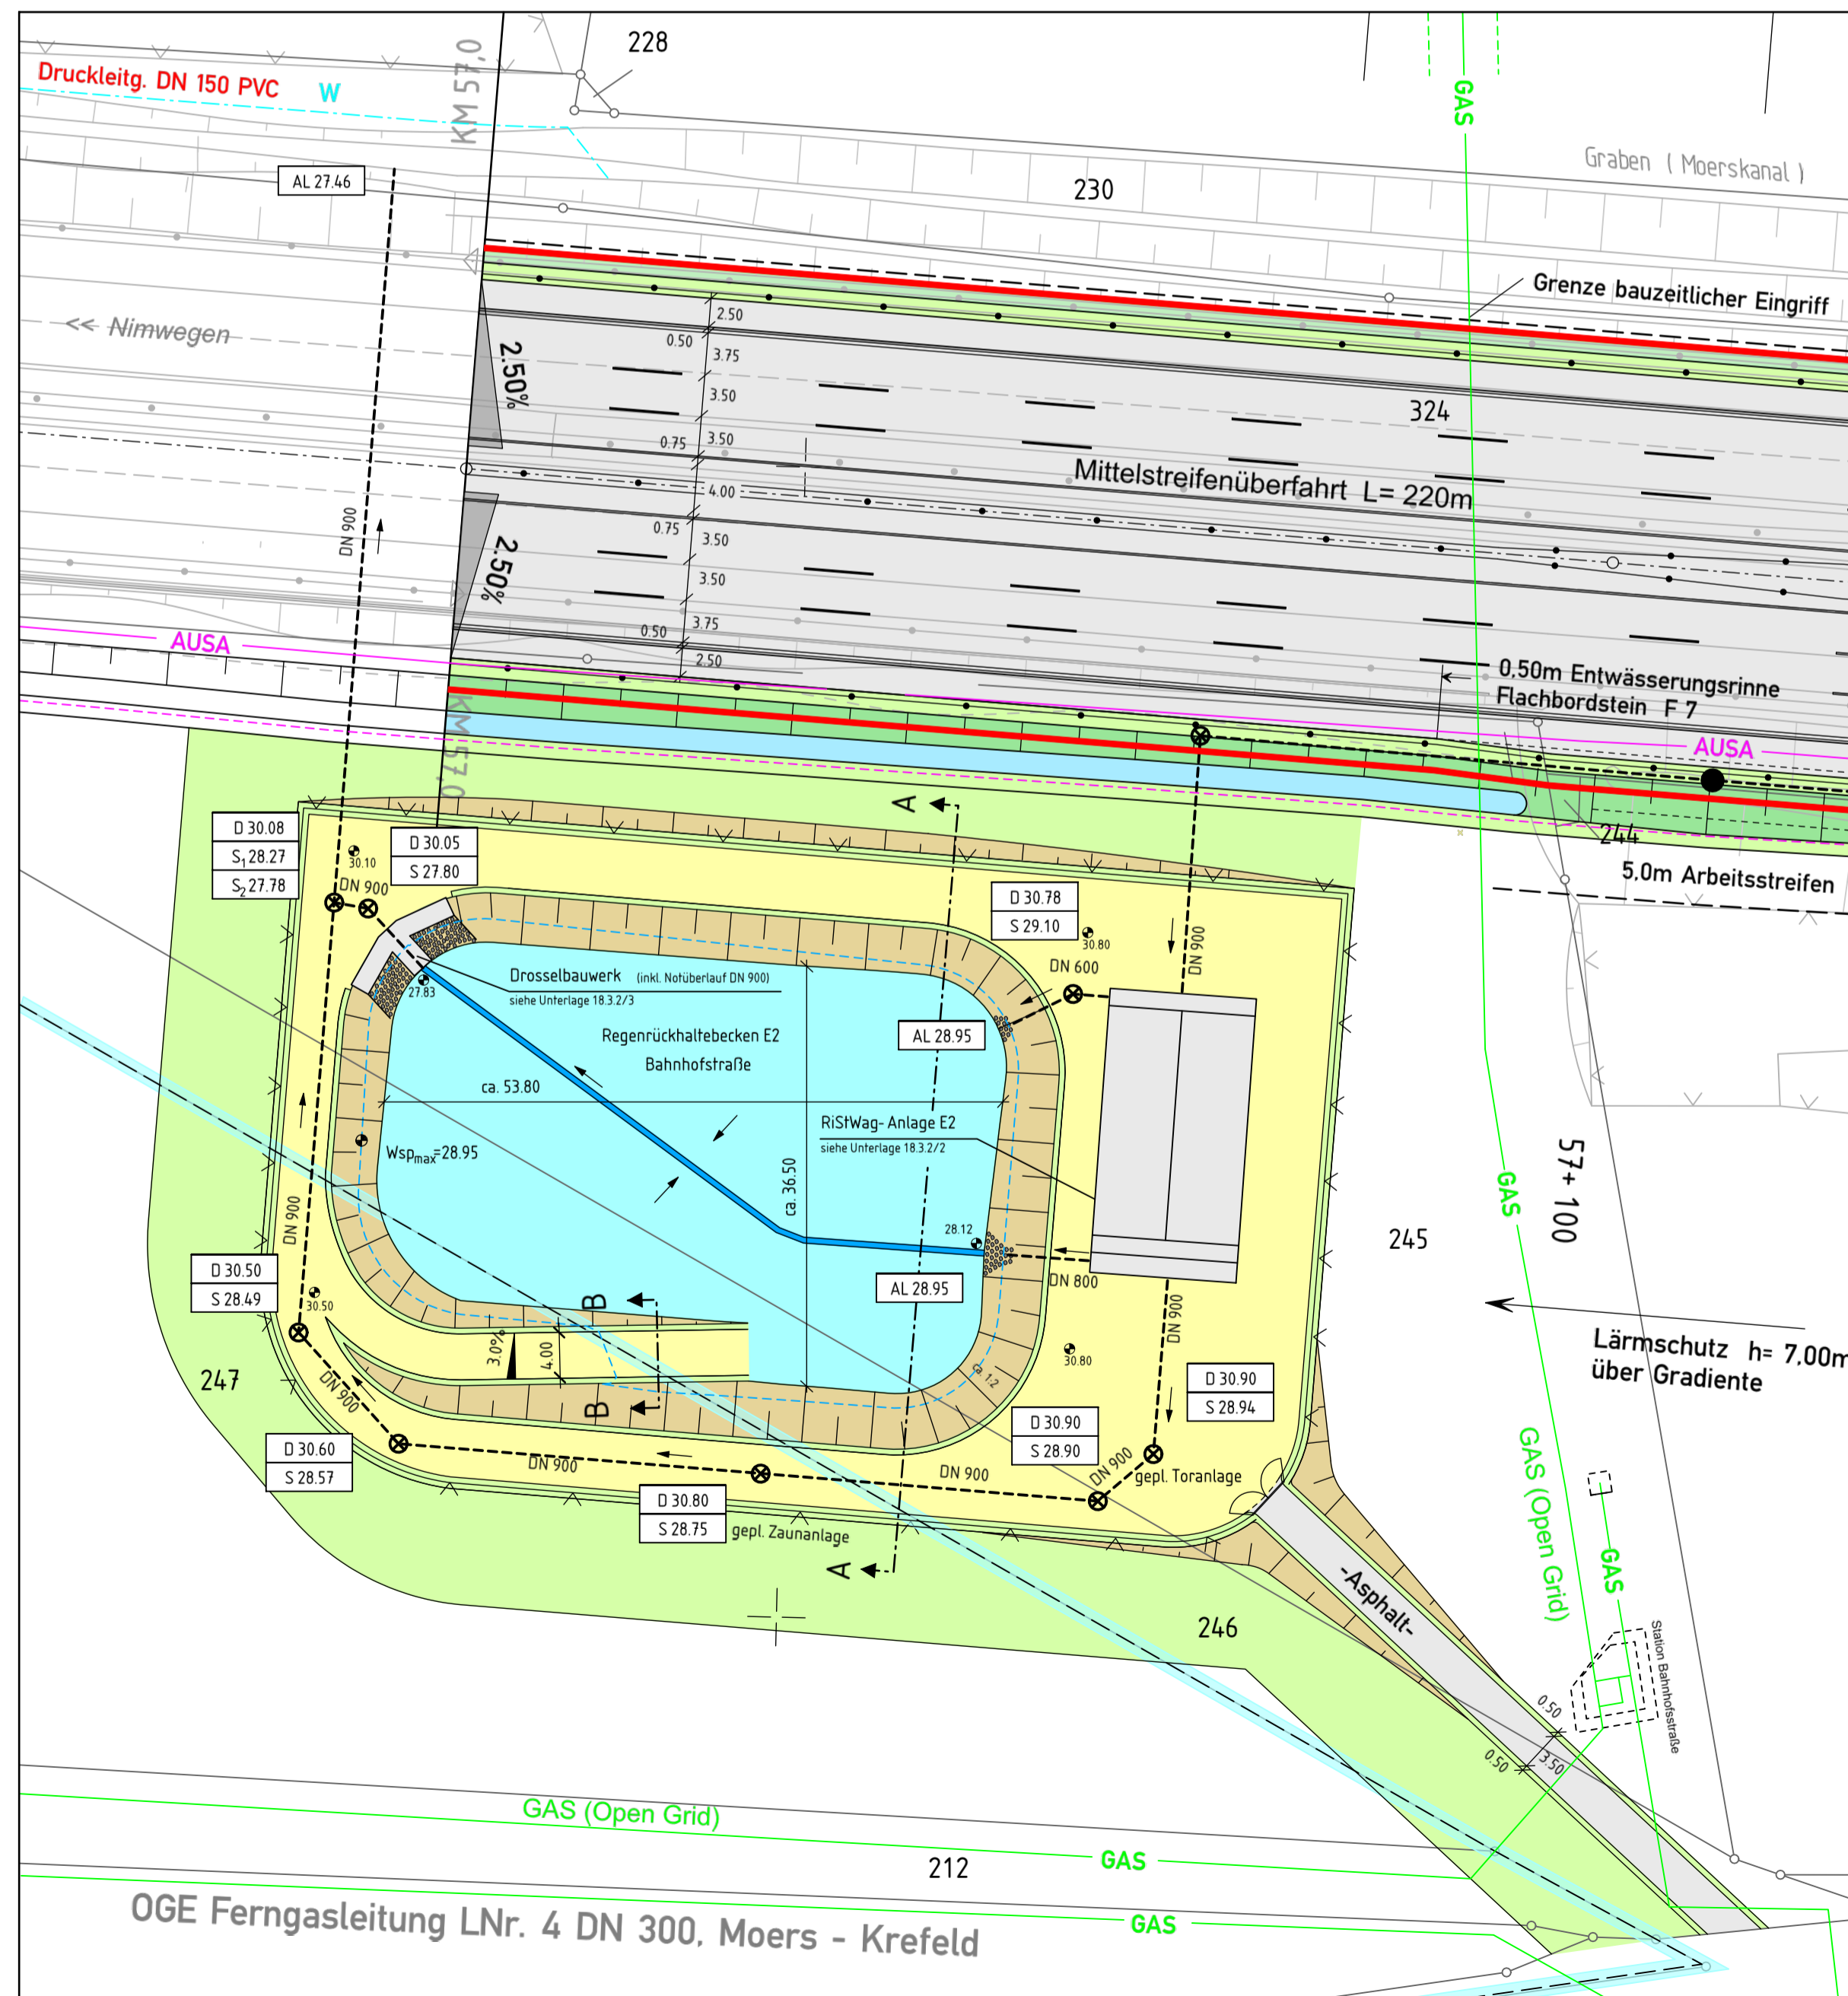 228
Druckleitg. DN 150 PVC
W
KM 57,0
GAS
Graben ( Moerskanal )
AL 27.46
230
Grenze bauzeitlicher Eingriff
<< Nimwegen
2.50
0.50
3.75
2.50%
3.50
324
0.75
3.50
Mittelstreifenüberfahrt L= 220m
4.00
DN 900
0.75
3.50
2.50%
3.50
3.75
0.50
2.50
AUSA
0,50m Entwässerungsrinne
Flachbordstein F 7
AUSA
KM 57,0
A
244
5,0m Arbeitsstreifen
D 30.08
S1 28.27
S2 27.78
30.10
D 30.05
S 27.80
DN 900
D 30.78
S 29.10
30.80
DN 900
DN 600
Drosselbauwerk (inkl. Notüberlauf DN 900)
siehe Unterlage 18.3.2/3
27.83
Regenrückhaltebecken E2
Bahnhofstraße
AL 28.95
ca. 53.80
RiStWag- Anlage E2
siehe Unterlage 18.3.2/2
Wspmax=28.95
ca. 36.50
57+ 100
GAS
245
DN 900
28.12
DN 800
AL 28.95
D 30.50
S 28.49
30.50
B
DN 900
3.0%
4.00
30.80
Lärmschutz h= 7,00m
über Gradiente
247
DN 900
ca. 1:2
D 30.90
S 28.94
B
D 30.90
S 28.90
D 30.60
S 28.57
DN 900
DN 900
DN 900
gepl. Toranlage
D 30.80
S 28.75
gepl. Zaunanlage
A
GAS (Open Grid)
GAS
-Asphalt-
246
Station Bahnhofsstraße
0.50
3.50
0.50
GAS (Open Grid)
GAS
212
OGE Ferngasleitung LNr. 4 DN 300, Moers - Krefeld
GAS